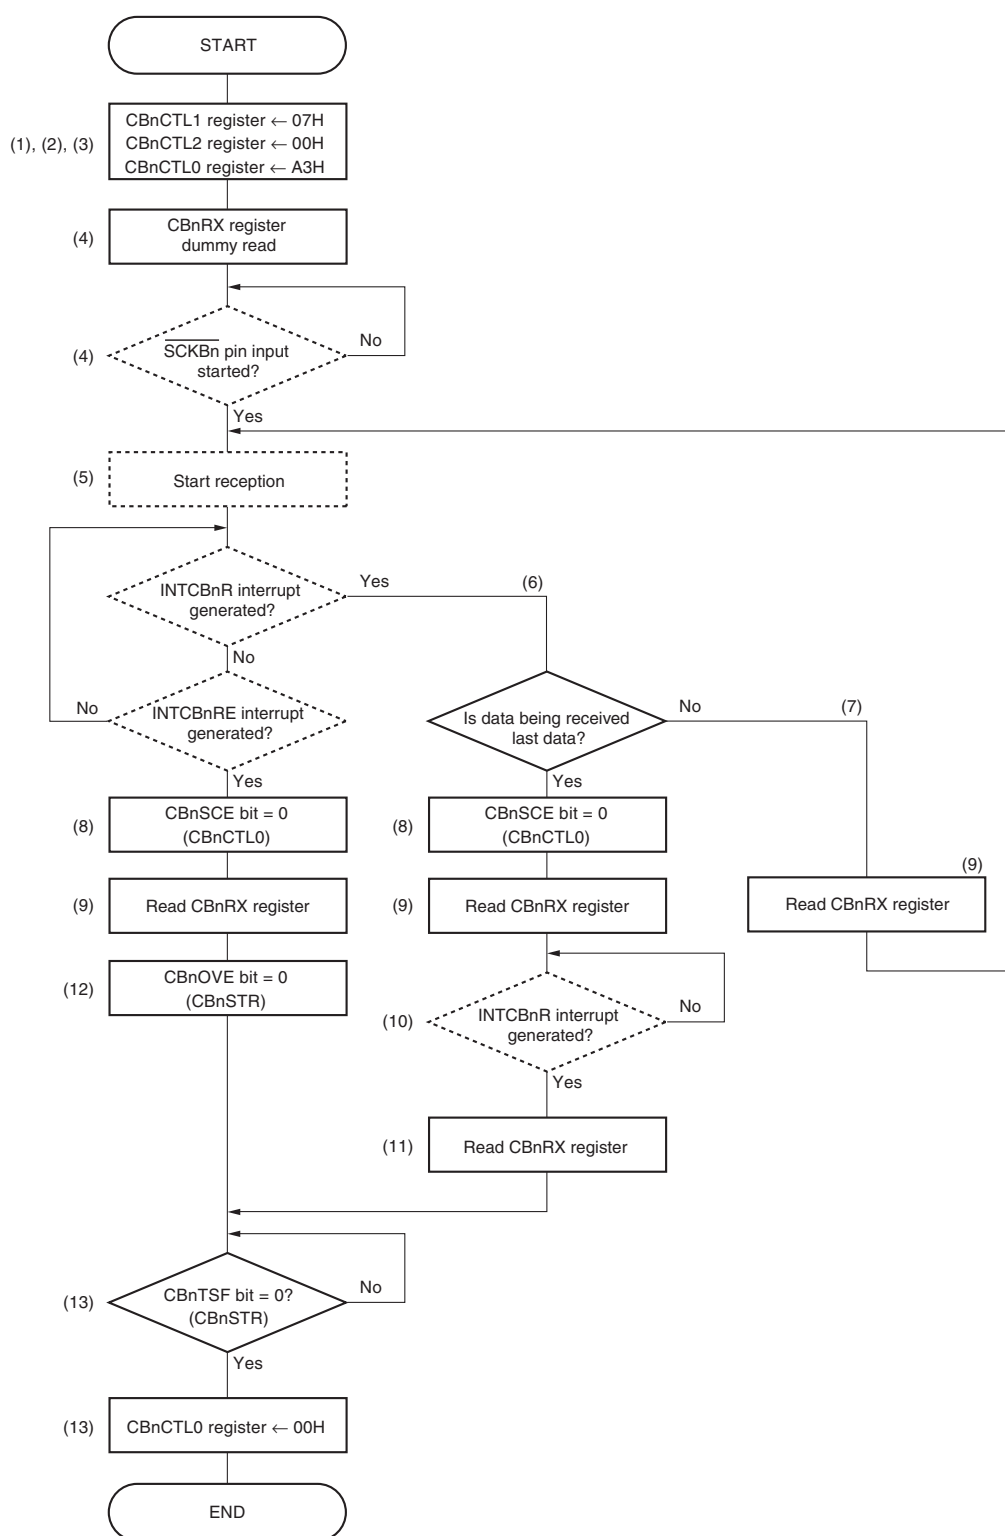 START
(1), (2), (3)
CBnCTL1 register ← 07H
CBnCTL2 register ← 00H
CBnCTL0 register ← A3H
(4)
CBnRX register
dummy read
(4)
SCKBn pin input
started?
No
Yes
(5)
Start reception
INTCBnR interrupt
generated?
Yes
(6)
No
INTCBnRE interrupt
generated?
No
Yes
Is data being received
last data?
No
(7)
Yes
(8)
CBnSCE bit = 0
(CBnCTL0)
(8)
CBnSCE bit = 0
(CBnCTL0)
(9)
Read CBnRX register
(9)
Read CBnRX register
(9)
Read CBnRX register
(12)
CBnOVE bit = 0
(CBnSTR)
(10)
INTCBnR interrupt
generated?
No
Yes
(11)
Read CBnRX register
(13)
CBnTSF bit = 0?
(CBnSTR)
No
Yes
(13)
CBnCTL0 register ← 00H
END